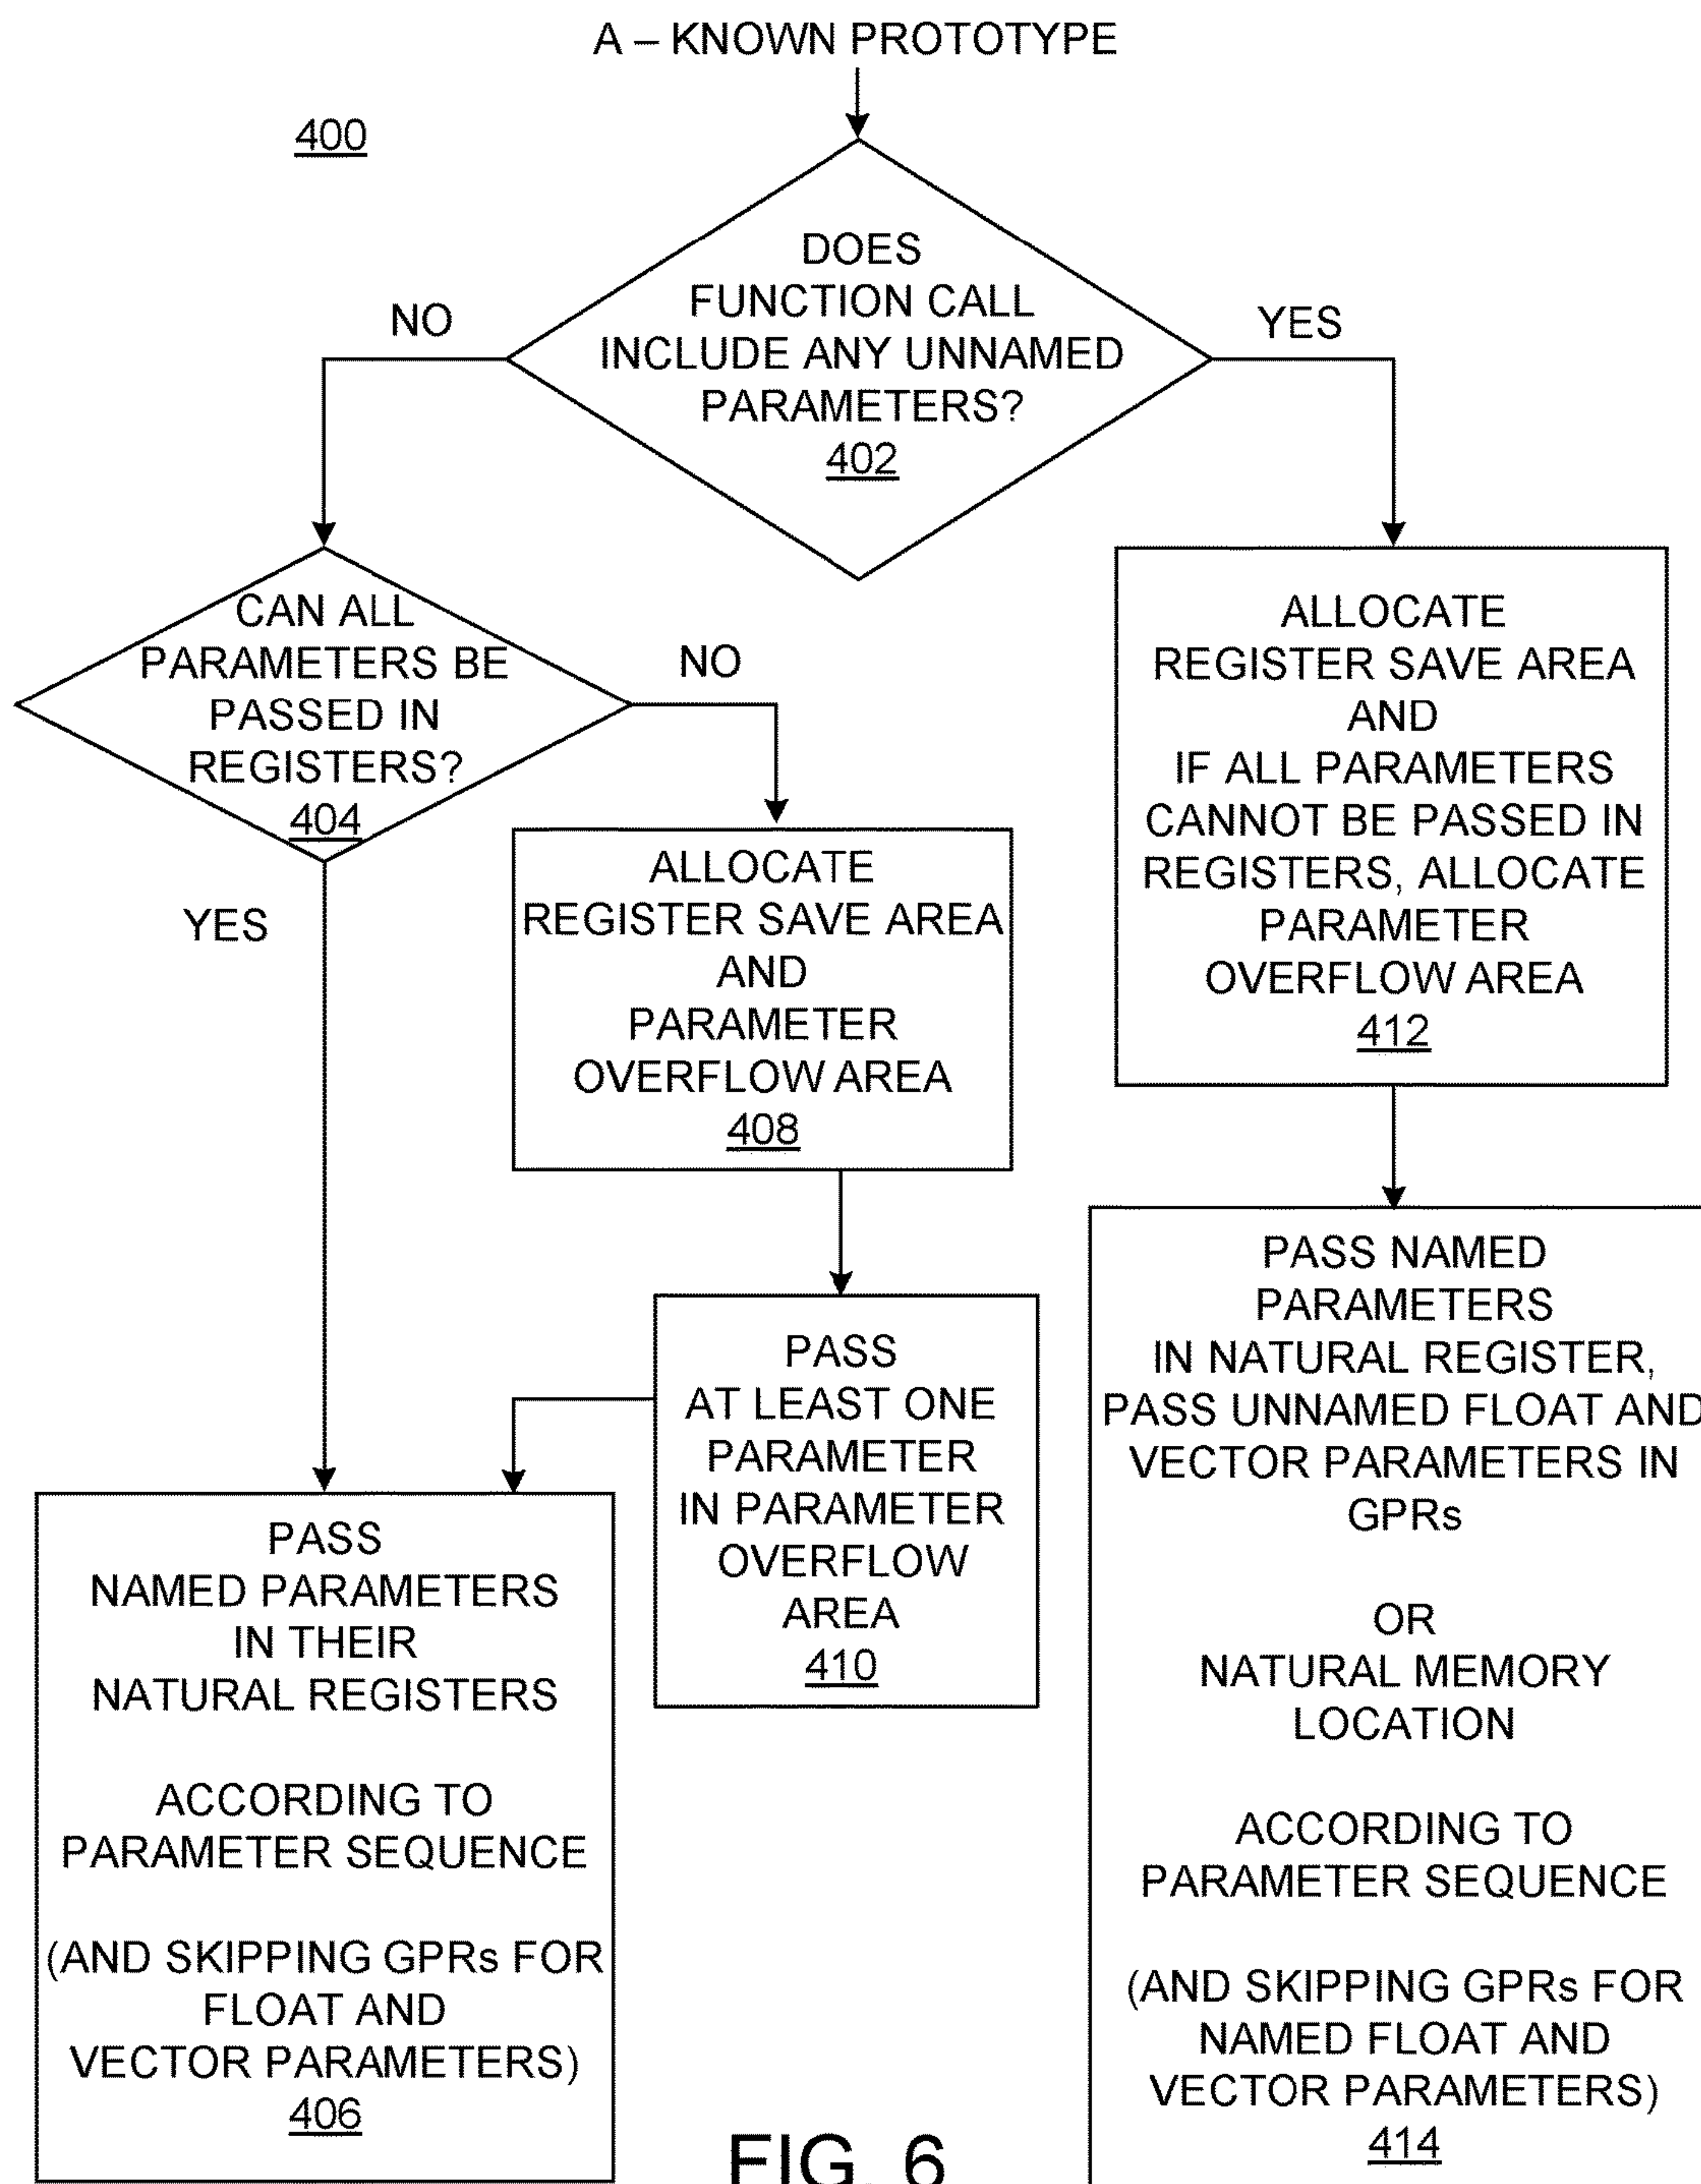 A – KNOWN PROTOTYPE
400
DOES
FUNCTION CALL
INCLUDE ANY UNNAMED
PARAMETERS?
402
NO
YES
CAN ALL
PARAMETERS BE
PASSED IN
REGISTERS?
404
NO
YES
ALLOCATE
REGISTER SAVE AREA
AND
PARAMETER
OVERFLOW AREA
408
ALLOCATE
REGISTER SAVE AREA
AND
IF ALL PARAMETERS
CANNOT BE PASSED IN
REGISTERS, ALLOCATE
PARAMETER
OVERFLOW AREA
412
PASS
AT LEAST ONE
PARAMETER
IN PARAMETER
OVERFLOW
AREA
410
PASS
NAMED PARAMETERS
IN THEIR
NATURAL REGISTERS
ACCORDING TO
PARAMETER SEQUENCE
(AND SKIPPING GPRs FOR
FLOAT AND
VECTOR PARAMETERS)
406
PASS NAMED
PARAMETERS
IN NATURAL REGISTER,
PASS UNNAMED FLOAT AND
VECTOR PARAMETERS IN
GPRs
OR
NATURAL MEMORY
LOCATION
ACCORDING TO
PARAMETER SEQUENCE
(AND SKIPPING GPRs FOR
NAMED FLOAT AND
VECTOR PARAMETERS)
414
FIG. 6